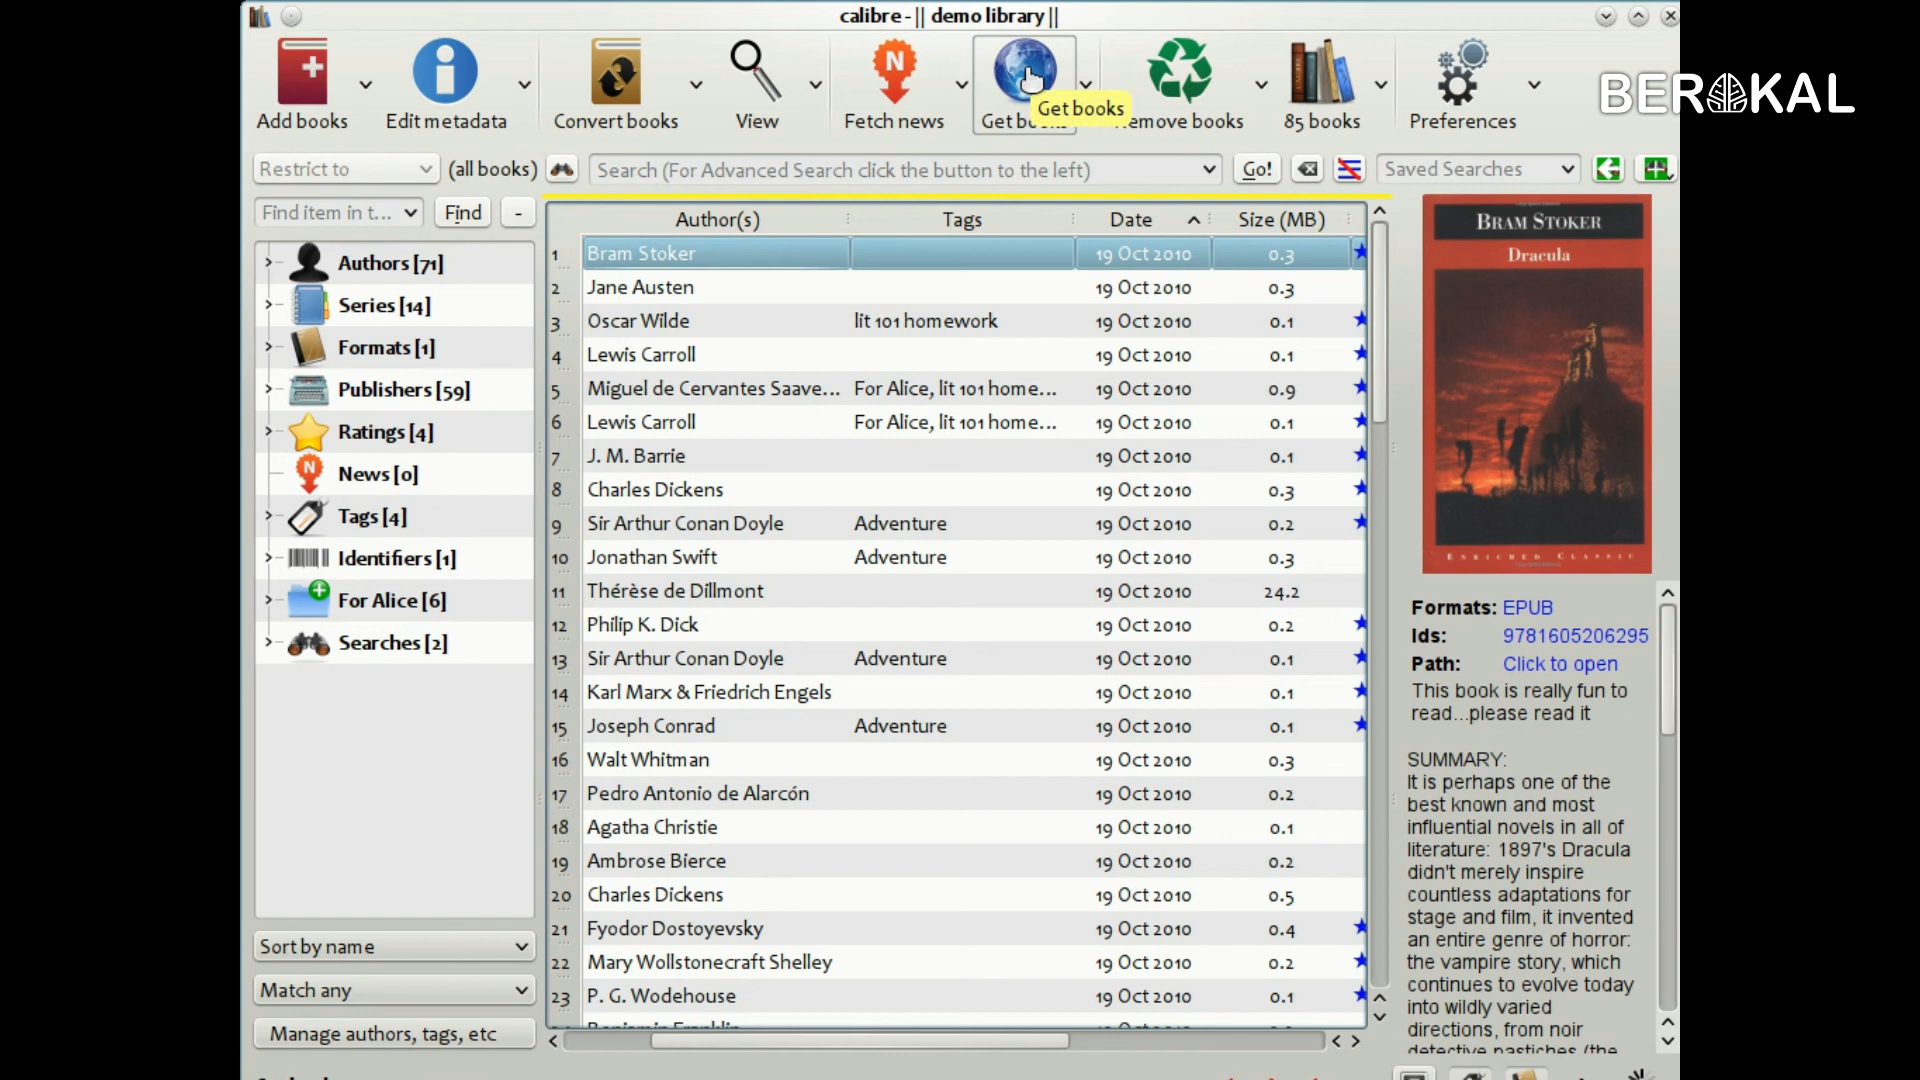 calibre - || demo library ||
BEROKAL
Add books
Edit metadata
Convert books
View
Fetch news
Get books
Remove books
85 books
Preferences
Restrict to
(all books)
Search (For Advanced Search click the button to the left)
Go!
Saved Searches
Find item in t...
Find
-
Authors [71]
Series [14]
Formats [1]
Publishers [59]
Ratings [4]
News [0]
Tags [4]
Identifiers [1]
For Alice [6]
Searches [2]
Sort by name
Match any
Manage authors, tags, etc
Author(s) Tags Date Size (MB)
1 Bram Stoker 19 Oct 2010 0.3
2 Jane Austen 19 Oct 2010 0.3
3 Oscar Wilde lit 101 homework 19 Oct 2010 0.1
4 Lewis Carroll 19 Oct 2010 0.1
5 Miguel de Cervantes Saave... For Alice, lit 101 home... 19 Oct 2010 0.9
6 Lewis Carroll For Alice, lit 101 home... 19 Oct 2010 0.1
7 J. M. Barrie 19 Oct 2010 0.1
8 Charles Dickens 19 Oct 2010 0.3
9 Sir Arthur Conan Doyle Adventure 19 Oct 2010 0.2
10 Jonathan Swift Adventure 19 Oct 2010 0.3
11 Thérèse de Dillmont 19 Oct 2010 24.2
12 Philip K. Dick 19 Oct 2010 0.2
13 Sir Arthur Conan Doyle Adventure 19 Oct 2010 0.1
14 Karl Marx & Friedrich Engels 19 Oct 2010 0.1
15 Joseph Conrad Adventure 19 Oct 2010 0.1
16 Walt Whitman 19 Oct 2010 0.3
17 Pedro Antonio de Alarcón 19 Oct 2010 0.2
18 Agatha Christie 19 Oct 2010 0.1
19 Ambrose Bierce 19 Oct 2010 0.2
20 Charles Dickens 19 Oct 2010 0.5
21 Fyodor Dostoyevsky 19 Oct 2010 0.4
22 Mary Wollstonecraft Shelley 19 Oct 2010 0.2
23 P. G. Wodehouse 19 Oct 2010 0.1
BRAM STOKER
Dracula
ENRICHED CLASSIC
Formats: EPUB
Ids: 9781605206295
Path: Click to open
This book is really fun to
read...please read it
SUMMARY:
It is perhaps one of the
best known and most
influential novels in all of
literature: 1897's Dracula
didn't merely inspire
countless adaptations for
stage and film, it invented
an entire genre of horror:
the vampire story, which
continues to evolve today
into wildly varied
directions, from noir
detective pastiches (the